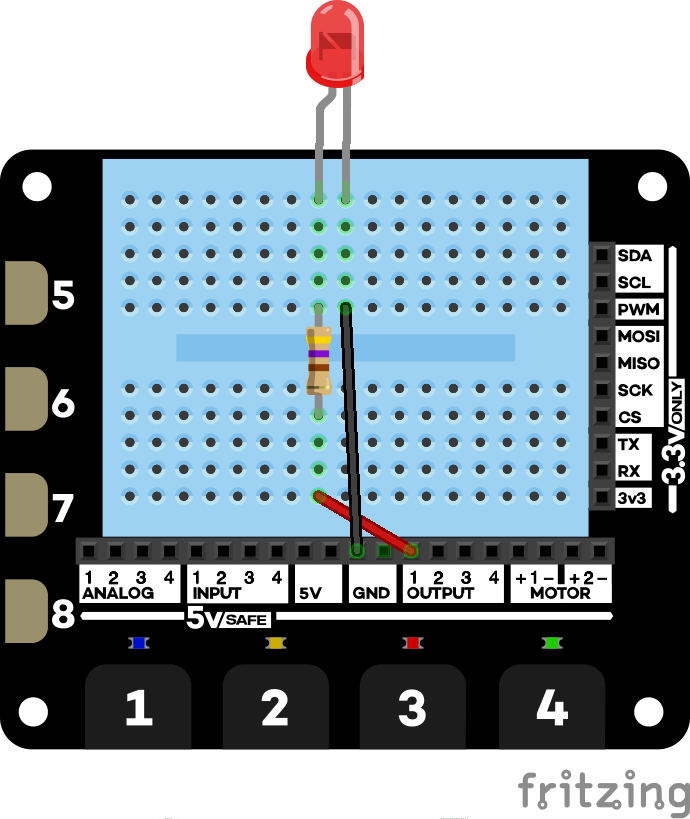 SDA
SCL
5
PWM
MOSI
MISO
6
SCK
CS
TX
RX
3v3
3.3v/ONLY
7
1 2 3 4
ANALOG
1 2 3 4
INPUT
5V
GND
1 2 3 4
OUTPUT
+1- +2-
MOTOR
8
5v/SAFE
1
2
3
4
fritzing